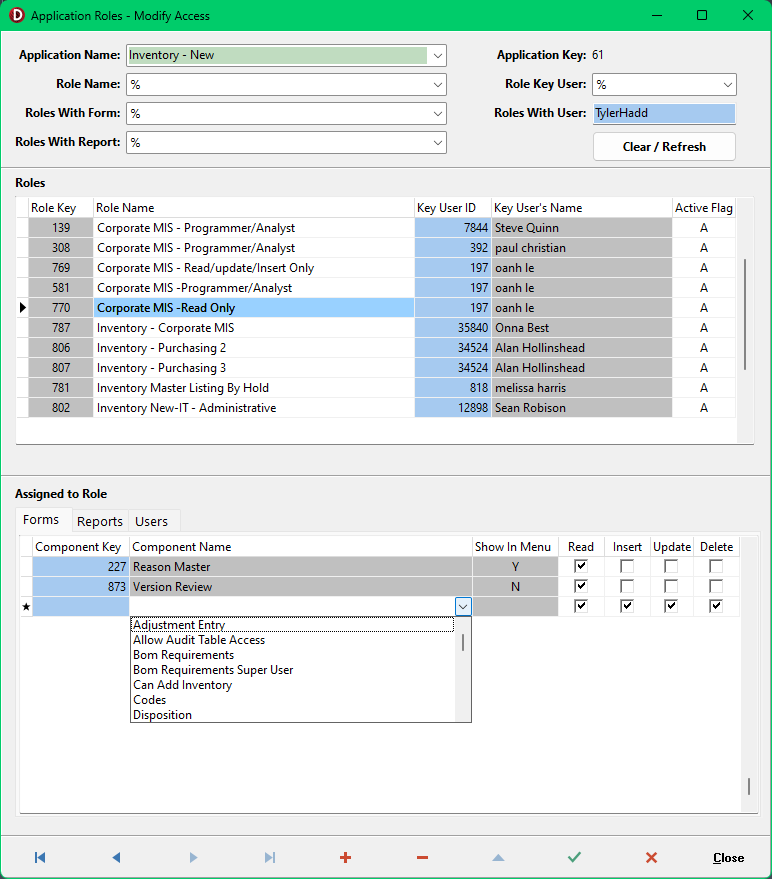 Application Roles - Modify Access
Application Name: Inventory - New Application Key: 61
Role Name: % Role Key User: %
Roles With Form: % Roles With User: TylerHadd
Roles With Report: % Clear / Refresh
Roles
Role Key Role Name Key User ID Key User's Name Active Flag
139 Corporate MIS - Programmer/Analyst 7844 Steve Quinn A
308 Corporate MIS - Programmer/Analyst 392 paul christian A
769 Corporate MIS - Read/update/Insert Only 197 oanh le A
581 Corporate MIS -Programmer/Analyst 197 oanh le A
770 Corporate MIS -Read Only 197 oanh le A
787 Inventory - Corporate MIS 35840 Onna Best A
806 Inventory - Purchasing 2 34524 Alan Hollinshead A
807 Inventory - Purchasing 3 34524 Alan Hollinshead A
781 Inventory Master Listing By Hold 818 melissa harris A
802 Inventory New-IT - Administrative 12898 Sean Robison A
Assigned to Role
Forms Reports Users
Component Key Component Name Show In Menu Read Insert Update Delete
227 Reason Master Y
873 Version Review N
Adjustment Entry
Allow Audit Table Access
Bom Requirements
Bom Requirements Super User
Can Add Inventory
Codes
Disposition
Close